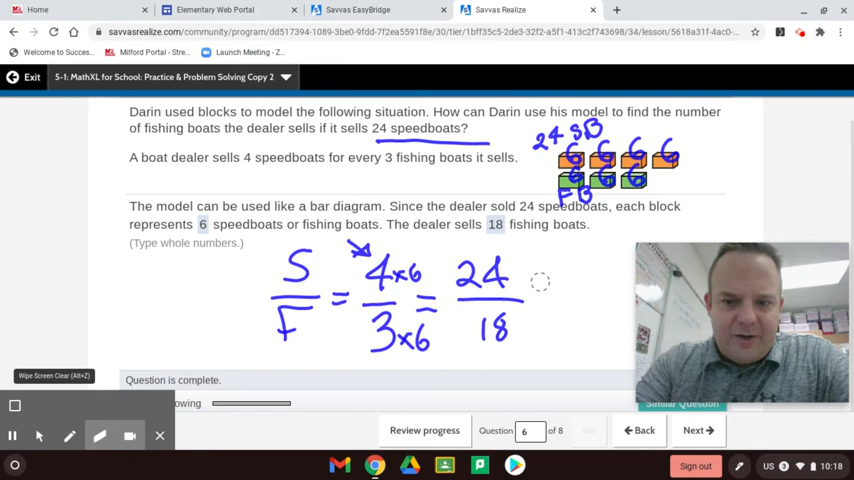 Home
Elementary Web Portal
Savvas EasyBridge
Savvas Realize
savvasrealize.com/community/program/dd517394-1089-3be0-9fdd-7f2ea5591f8e/30/tier/1bff35c5-2de3-32f2-a5f1-413c2f743698/34/lesson/5618a31f-4ac0-...
Welcome to Succes...
Milford Portal - Str...
Launch Meeting - Z...
Exit
5-1: MathXL for School: Practice & Problem Solving Copy 2
Darin used blocks to model the following situation. How can Darin use his model to find the number
of fishing boats the dealer sells if it sells 24 speedboats?
24 SB
6 6 6 6
A boat dealer sells 4 speedboats for every 3 fishing boats it sells.
6 6 6
FB
The model can be used like a bar diagram. Since the dealer sold 24 speedboats, each block
represents 6 speedboats or fishing boats. The dealer sells 18 fishing boats.
(Type whole numbers.)
S 4×6 24
= =
F 3×6 18
Wipe Screen Clear (Alt+Z)
Question is complete.
owing
Similar Question
Review progress
Question 6 of 8
Go
Back
Next
Sign out
US 3 10:18